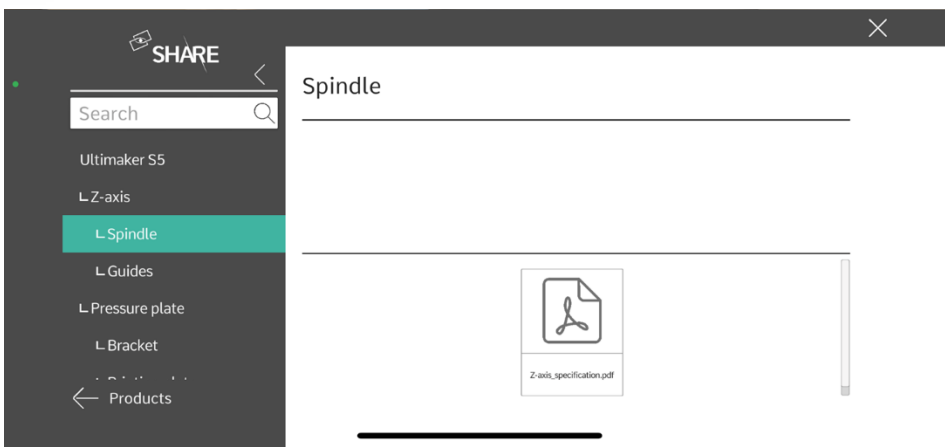 SHARE
Search
Ultimaker S5
Z-axis
Spindle
Guides
Pressure plate
Bracket
Products
Spindle
Z-axis_specification.pdf